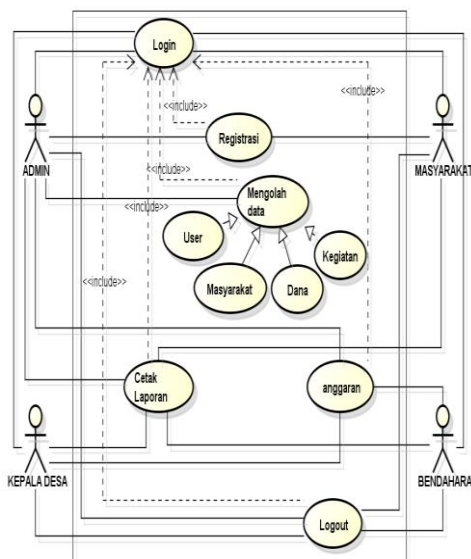 Login
<<include>>
<<include>>
Registrasi
ADMIN
MASYARAKAT
<<include>>
Mengolah
data
<<include>>
User
Kegiatan
<<include>>
Masyarakat
Dana
Cetak
Laporan
anggaran
KEPALA DESA
BENDAHARA
Logout